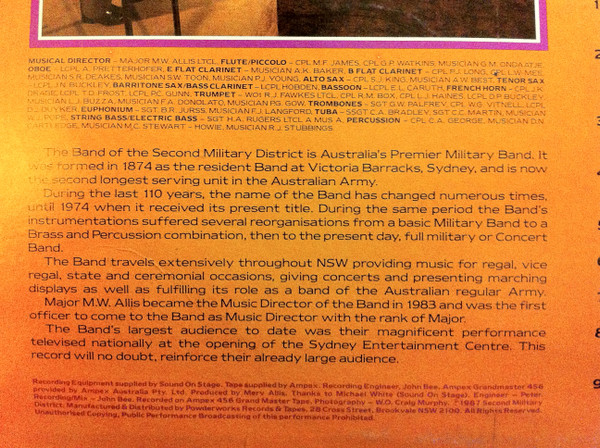 MUSICAL DIRECTOR – MAJOR M.W. ALLIS LTCL. FLUTE/PICCOLO – CPL M.F. JAMES, CPL G.P. WATKINS, MUSICIAN G.M. ONDAATJE.
OBOE – LCPL A. PRITTERHOFER, E FLAT CLARINET – MUSICIAN A.K. BAKER, B FLAT CLARINET – CPL P.J. LONG, CPL L.W. MEY,
MUSICIAN S.R. DEAKES, MUSICIAN S.W. TOON, MUSICIAN P.J. YOUNG, ALTO SAX – CPL S.J. KING, MUSICIAN A.W. BEST, TENOR SAX
– LCPL J.N. BUCKLEY, BARRITONE SAX/BASS CLARINET – LCPL HOBDEN, BASSOON – LCPL E.L. CARUTH, FRENCH HORN – CPL J.K.
DRAKE, LCPL T.D. FROST, LCPL P.C. GUNN, TRUMPET – WO1 R.J. FAWKES LTCL, CPL R.M. BOX, CPL L.J. HAINES, LCPL D.P. BUCKLEY
MUSICIAN L.J. BUZZA, MUSICIAN F.A. DONOLATO, MUSICIAN P.G. ROW, TROMBONES – SGT G.W. PALFREY, CPL W.G. VITNELL, LCPL
DUYKER, EUPHONIUM – SGT B.R. JURSS, MUSICIAN F.J. LANGFORD, TUBA – SSGT C.A. BRADLEY, SGT C.C. MARTIN, MUSICIAN
POPE, STRING BASS/ELECTRIC BASS – SGT H.A. RUGERS LTCL A MUS A, PERCUSSION – CPL C.A. GEORGE, MUSICIAN D.N.
EARTLEDGE, MUSICIAN M.C. STEWART – HOWIE, MUSICIAN R.J. STUBBINGS
The Band of the Second Military District is Australia's Premier Military Band. It
was formed in 1874 as the resident Band at Victoria Barracks, Sydney, and is now
the second longest serving unit in the Australian Army.
During the last 110 years, the name of the Band has changed numerous times,
until 1974 when it received its present title. During the same period the Band's
instrumentations suffered several reorganisations from a basic Military Band to a
Brass and Percussion combination, then to the present day, full military or Concert
Band.
The Band travels extensively throughout NSW providing music for regal, vice
regal, state and ceremonial occasions, giving concerts and presenting marching
displays as well as fulfilling its role as a band of the Australian regular Army.
Major M.W. Allis became the Music Director of the Band in 1983 and was the first
officer to come to the Band as Music Director with the rank of Major.
The Band's largest audience to date was their magnificent performance
televised nationally at the opening of the Sydney Entertainment Centre. This
record will no doubt, reinforce their already large audience.
Recording Equipment supplied by Sound On Stage. Tape supplied by Ampex. Recording Engineer, John Bee. Ampex Grandmaster 456
provided by Ampex Australia Pty. Ltd. Produced by Merv Allis. Thanks to Michael White (Sound On Stage). Engineer – Peter.
Recording/Mix – John Bee. Recorded on Ampex 456 Grand Master Tape. Photography – W.O. Craig Murphy. © 1987 Second Military
District. Manufactured & Distributed by Powderworks Records & Tapes. 28 Cross Street, Brookvale NSW 2100. All Rights Reserved.
Unauthorised Copying, Public Performance Broadcasting of this performance Prohibited.